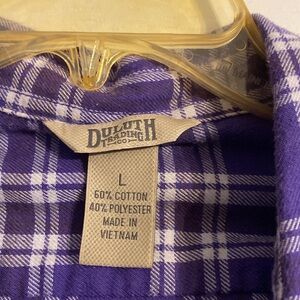 DULUTH
TRADING
CO
L
60% COTTON
40% POLYESTER
MADE IN
VIETNAM